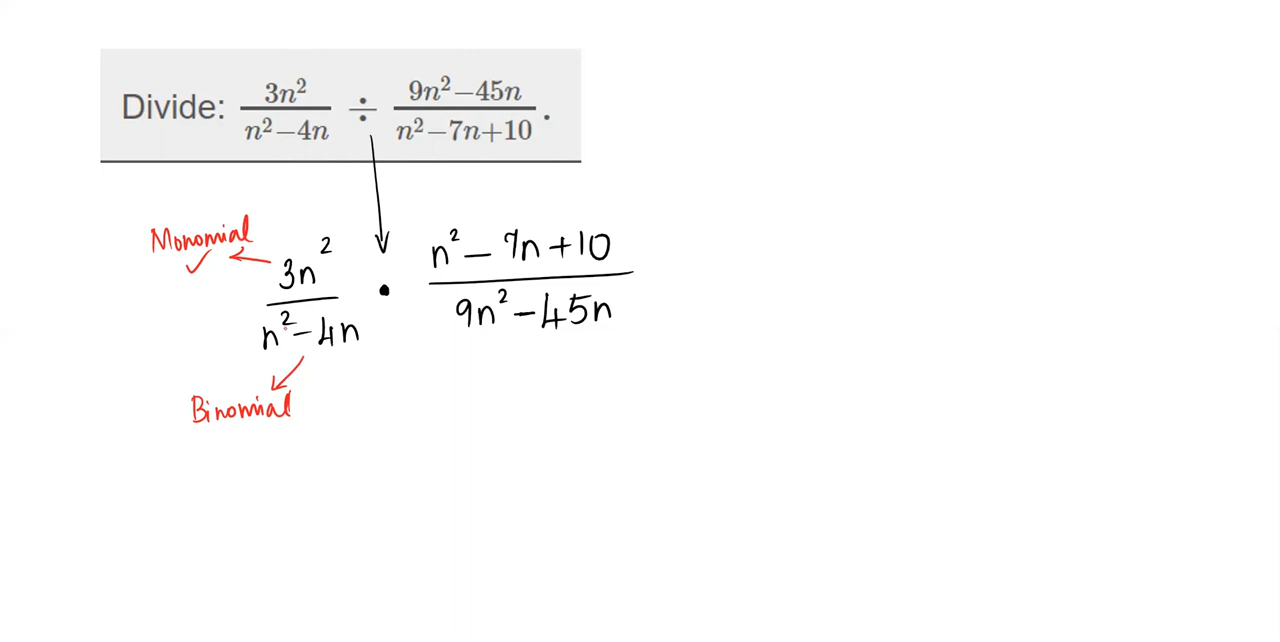 Divide: 3n²/(n²−4n) ÷ (9n²−45n)/(n²−7n+10).
Monomial ✓
3n²/(n² − 4n) • (n² − 7n + 10)/(9n² − 45n)
Binomial